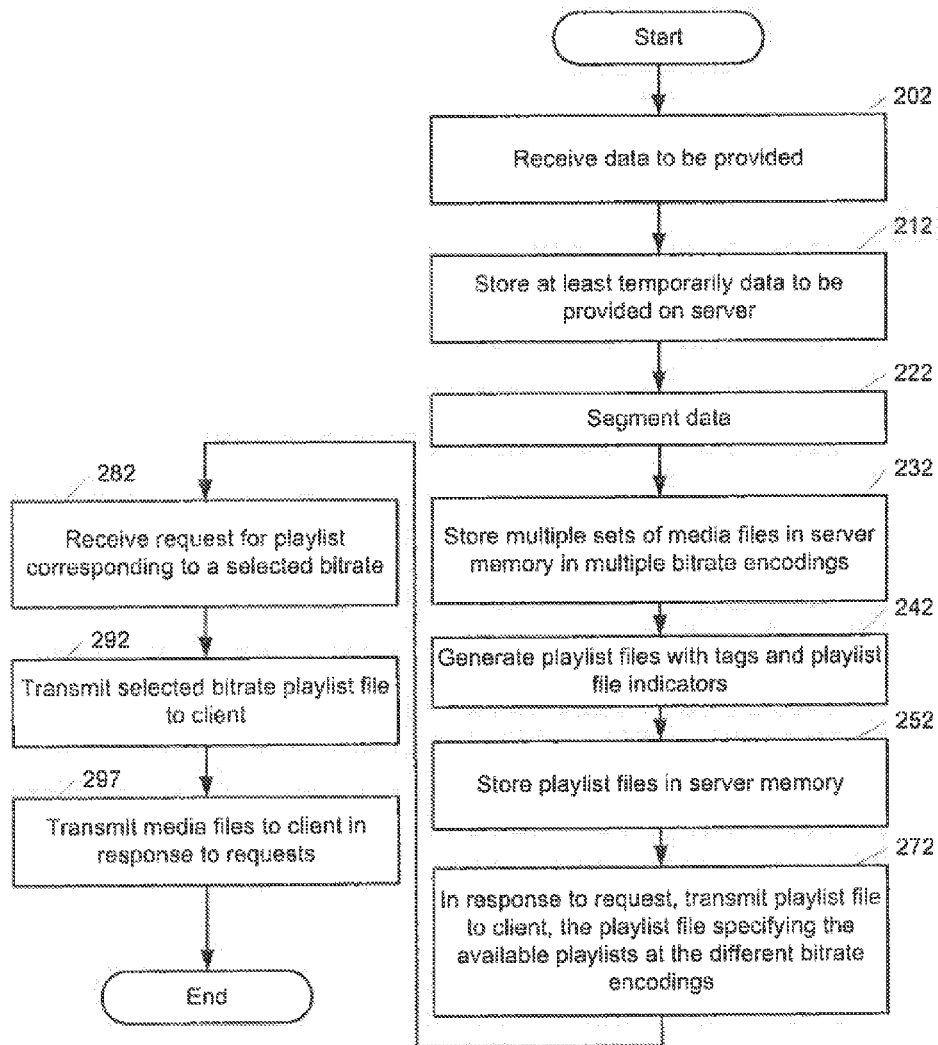 Start
202
Receive data to be provided
212
Store at least temporarily data to be
provided on server
222
Segment data
232
Store multiple sets of media files in server
memory in multiple bitrate encodings
242
Generate playlist files with tags and playlist
file indicators
252
Store playlist files in server memory
272
In response to request, transmit playlist file
to client, the playlist file specifying the
available playlists at the different bitrate
encodings
282
Receive request for playlist
corresponding to a selected bitrate
292
Transmit selected bitrate playlist file
to client
297
Transmit media files to client in
response to requests
End